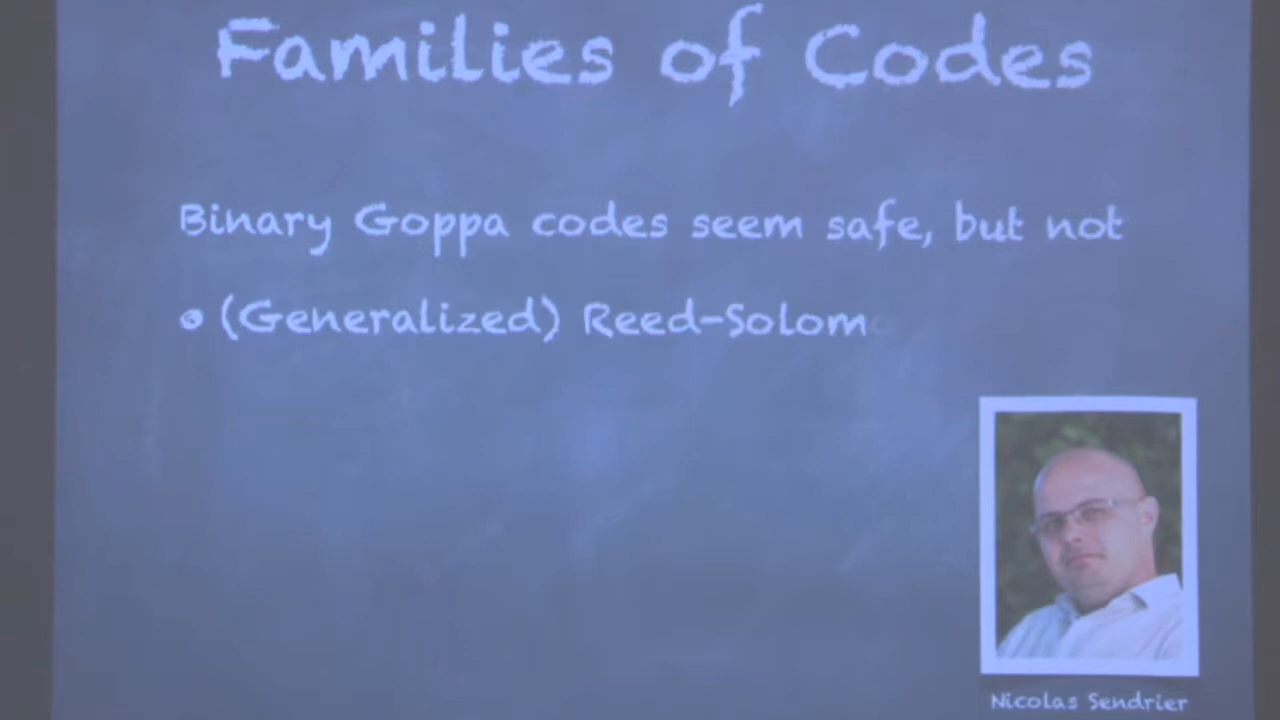 Families of Codes
Binary Goppa codes seem safe, but not
(Generalized) Reed-Solom
Nicolas Sendrier